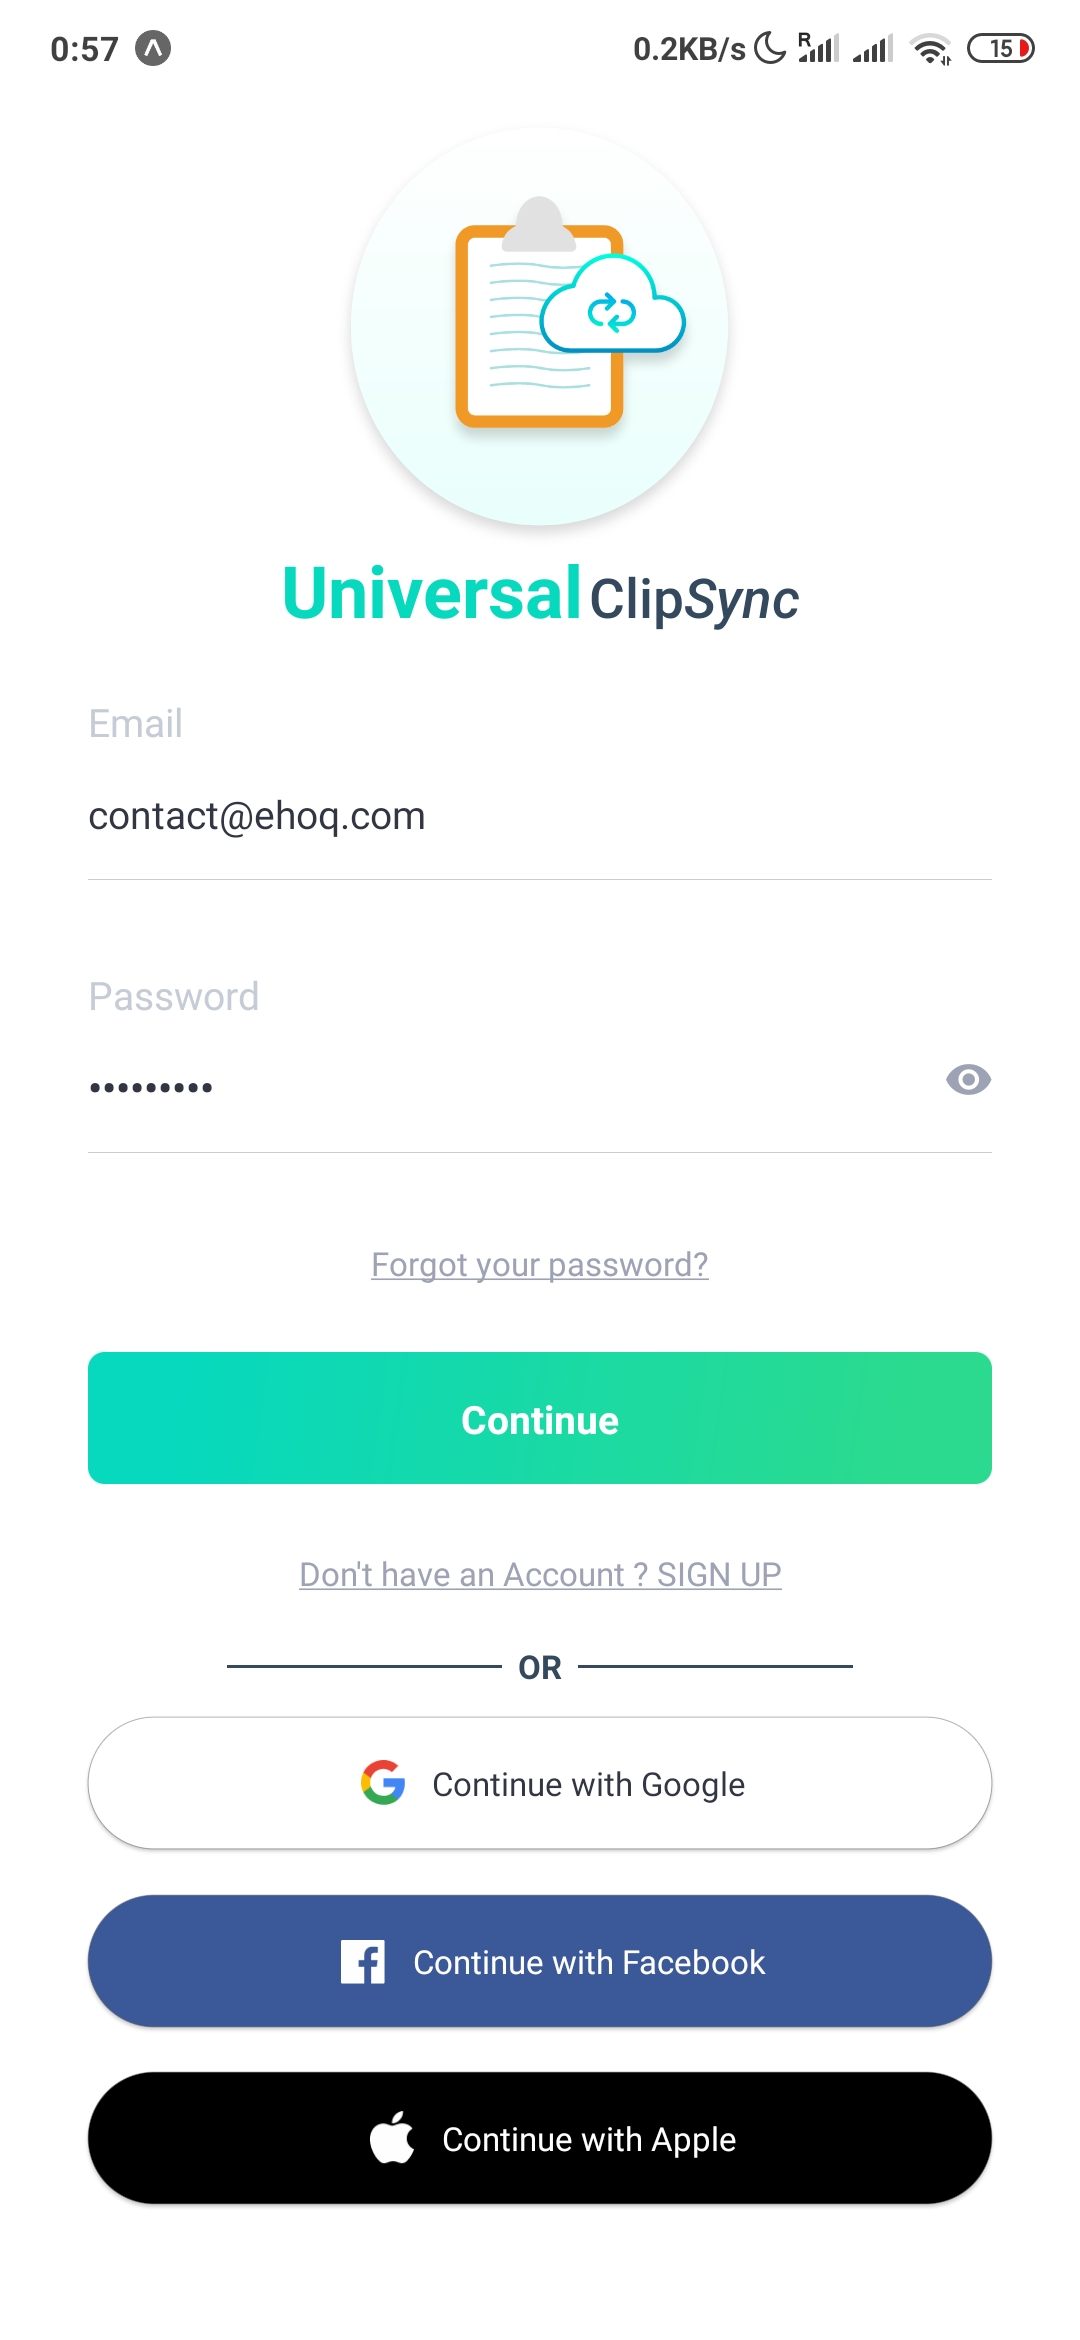 0:57 0.2KB/s R 15
Universal ClipSync
Email
contact@ehoq.com
Password
•••••••••
Forgot your password?
Continue
Don't have an Account ? SIGN UP
OR
Continue with Google
Continue with Facebook
Continue with Apple